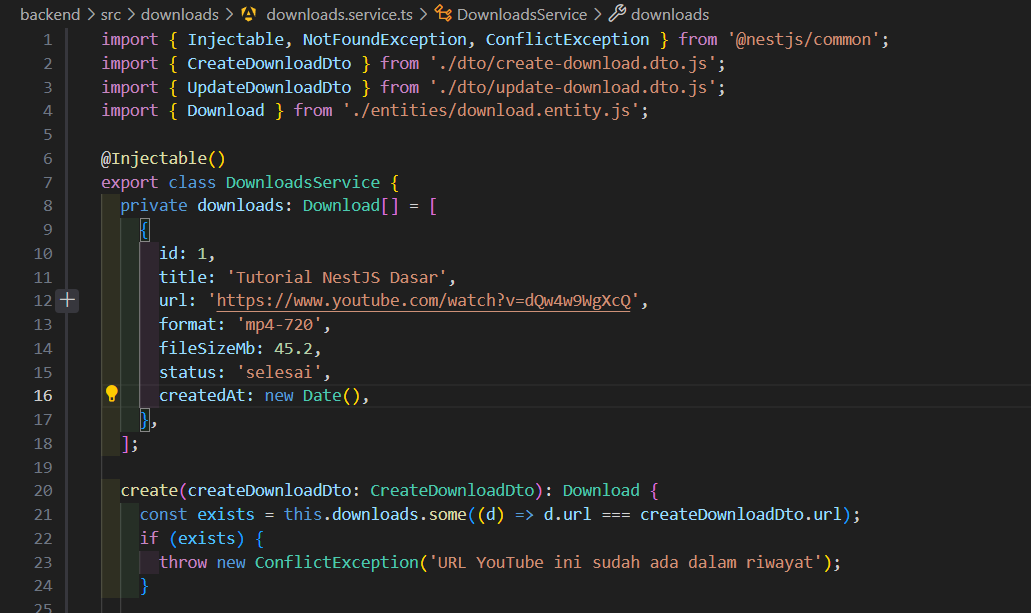 backend > src > downloads > downloads.service.ts > DownloadsService > downloads
1 import { Injectable, NotFoundException, ConflictException } from '@nestjs/common';
2 import { CreateDownloadDto } from './dto/create-download.dto.js';
3 import { UpdateDownloadDto } from './dto/update-download.dto.js';
4 import { Download } from './entities/download.entity.js';
5
6 @Injectable()
7 export class DownloadsService {
8   private downloads: Download[] = [
9     {
10       id: 1,
11       title: 'Tutorial NestJS Dasar',
12       url: 'https://www.youtube.com/watch?v=dQw4w9WgXcQ',
13       format: 'mp4-720',
14       fileSizeMb: 45.2,
15       status: 'selesai',
16       createdAt: new Date(),
17     },
18   ];
19
20   create(createDownloadDto: CreateDownloadDto): Download {
21     const exists = this.downloads.some((d) => d.url === createDownloadDto.url);
22     if (exists) {
23       throw new ConflictException('URL YouTube ini sudah ada dalam riwayat');
24     }
25